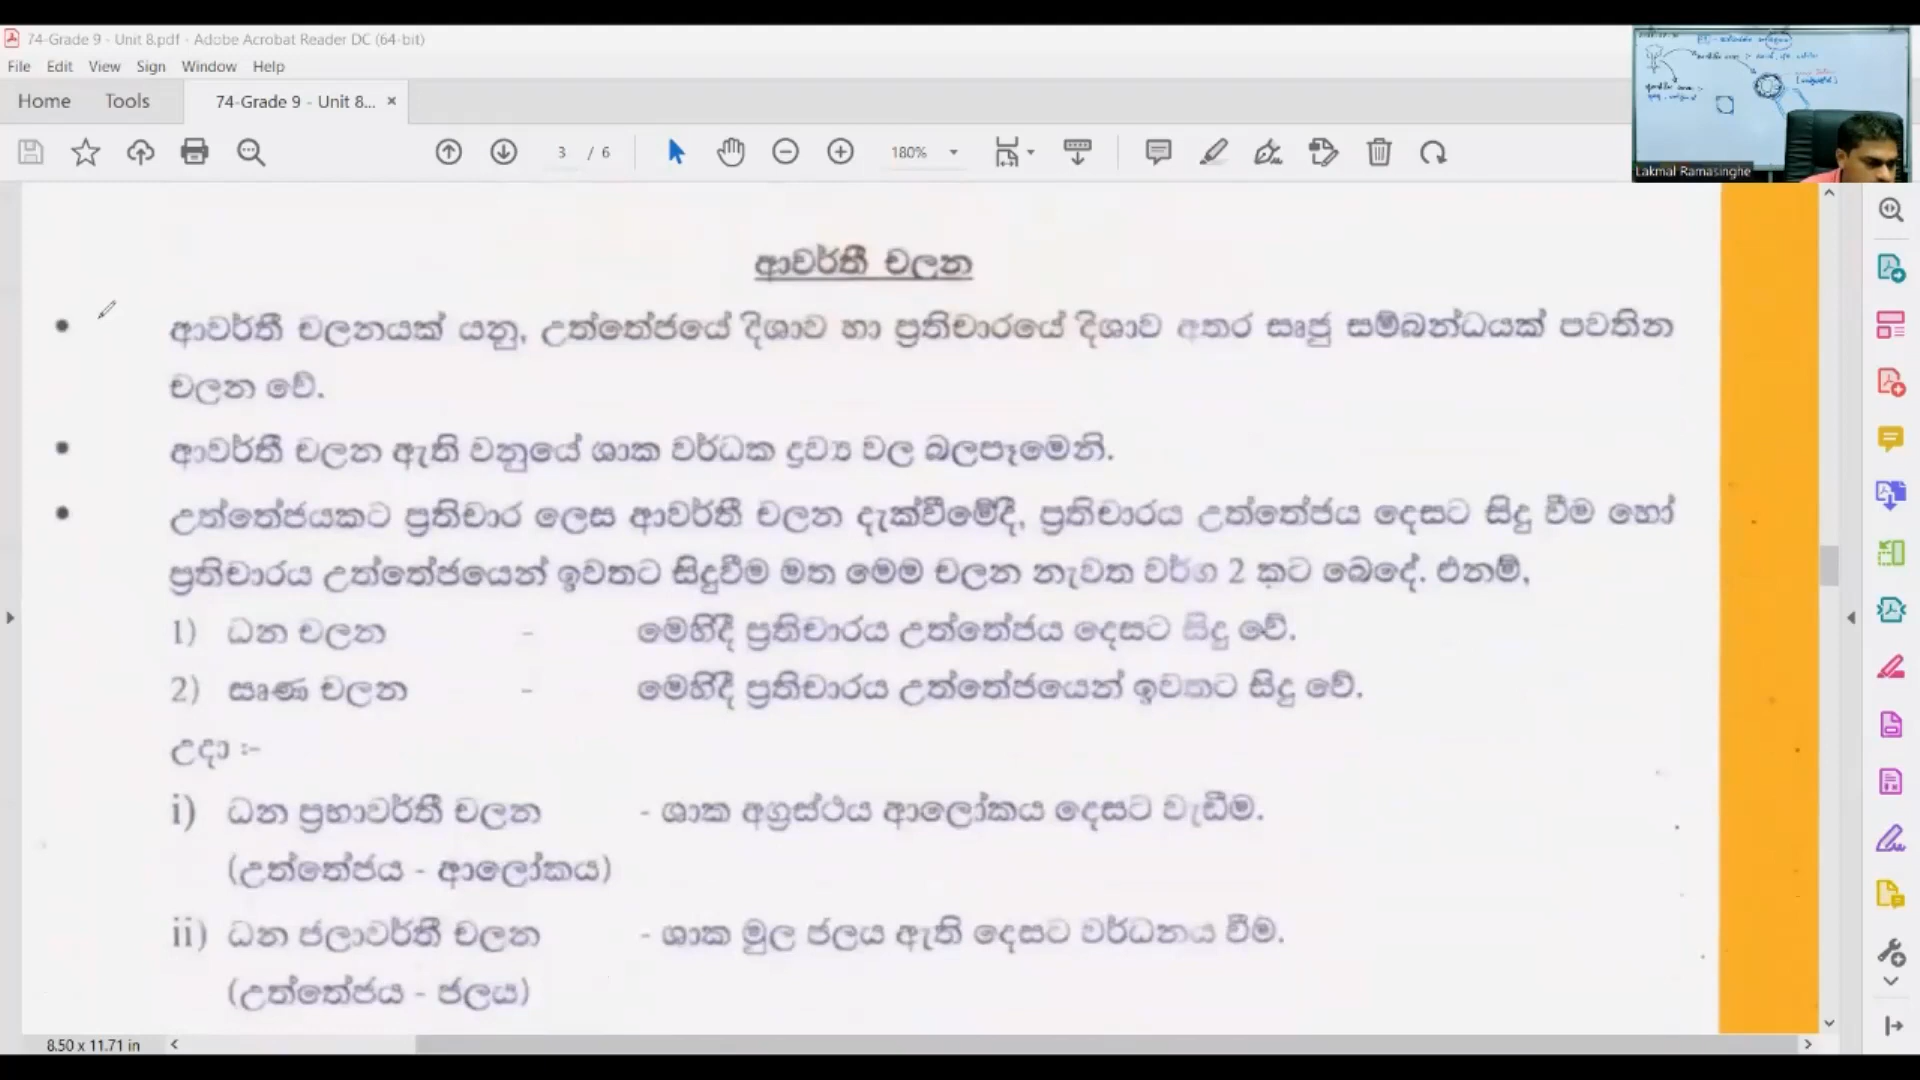 74-Grade 9 - Unit 8.pdf - Adobe Acrobat Reader DC (64-bit)
File Edit View Sign Window Help
Home Tools 74-Grade 9 - Unit 8... ×
3 / 6 180%
Lakmal Ramasinghe
ආවර්තී චලන
• ආවර්තී චලනයක් යනු, උත්තේජයේ දිශාව හා ප්‍රතිචාරයේ දිශාව අතර සෘජු සම්බන්ධයක් පවතින
චලන වේ.
• ආවර්තී චලන ඇති වනුයේ ශාක වර්ධක ද්‍රව්‍ය වල බලපෑමෙනි.
• උත්තේජයකට ප්‍රතිචාර ලෙස ආවර්තී චලන දැක්වීමේදී, ප්‍රතිචාරය උත්තේජය දෙසට සිදු වීම හෝ
ප්‍රතිචාරය උත්තේජයෙන් ඉවතට සිදුවීම මත මෙම චලන නැවත වර්ග 2 කට බෙදේ. එනම්,
1) ධන චලන - මෙහිදී ප්‍රතිචාරය උත්තේජය දෙසට සිදු වේ.
2) සෘණ චලන - මෙහිදී ප්‍රතිචාරය උත්තේජයෙන් ඉවතට සිදු වේ.
උදා :-
i) ධන ප්‍රභාවර්තී චලන - ශාක අග්‍රස්ථය ආලෝකය දෙසට වැඩීම.
(උත්තේජය - ආලෝකය)
ii) ධන ජලාවර්තී චලන - ශාක මුල ජලය ඇති දෙසට වර්ධනය වීම.
(උත්තේජය - ජලය)
8.50 x 11.71 in